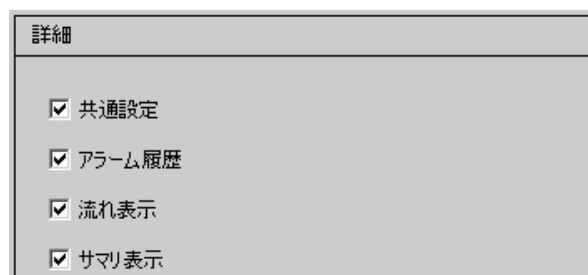 詳細
共通設定
アラーム履歴
流れ表示
サマリ表示